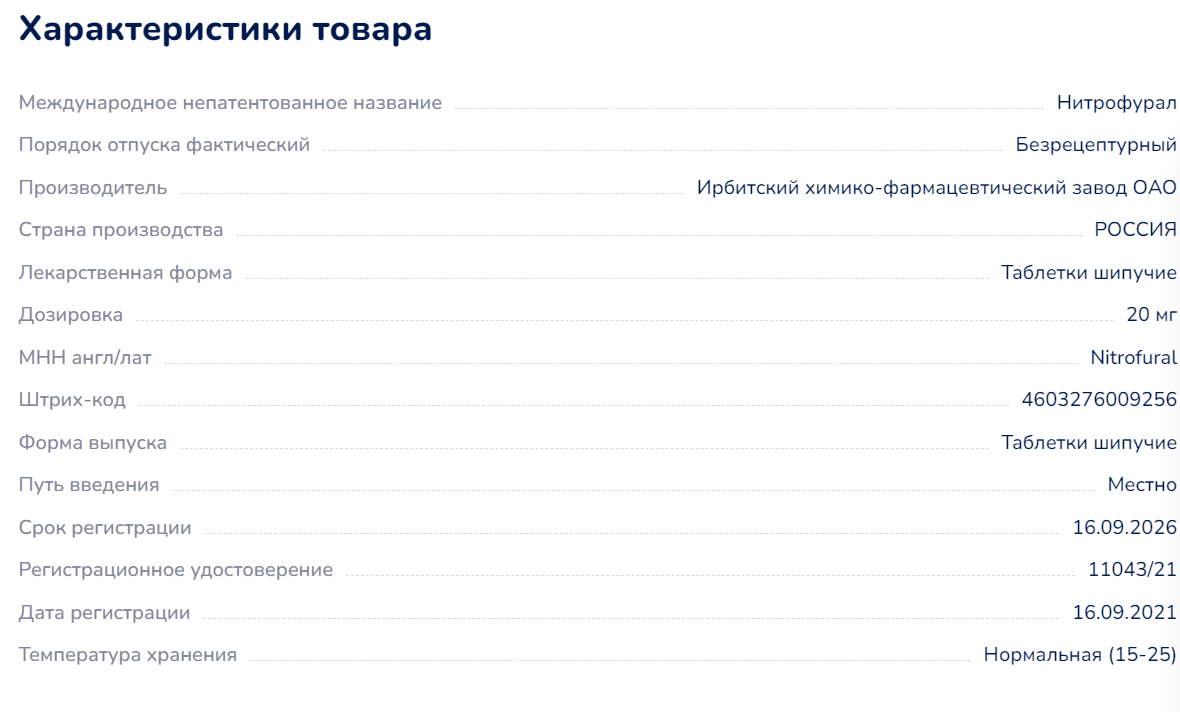 Характеристики товара
Международное непатентованное название Нитрофурал
Порядок отпуска фактический Безрецептурный
Производитель Ирбитский химико-фармацевтический завод ОАО
Страна производства РОССИЯ
Лекарственная форма Таблетки шипучие
Дозировка 20 мг
МНН англ/лат Nitrofural
Штрих-код 4603276009256
Форма выпуска Таблетки шипучие
Путь введения Местно
Срок регистрации 16.09.2026
Регистрационное удостоверение 11043/21
Дата регистрации 16.09.2021
Температура хранения Нормальная (15-25)